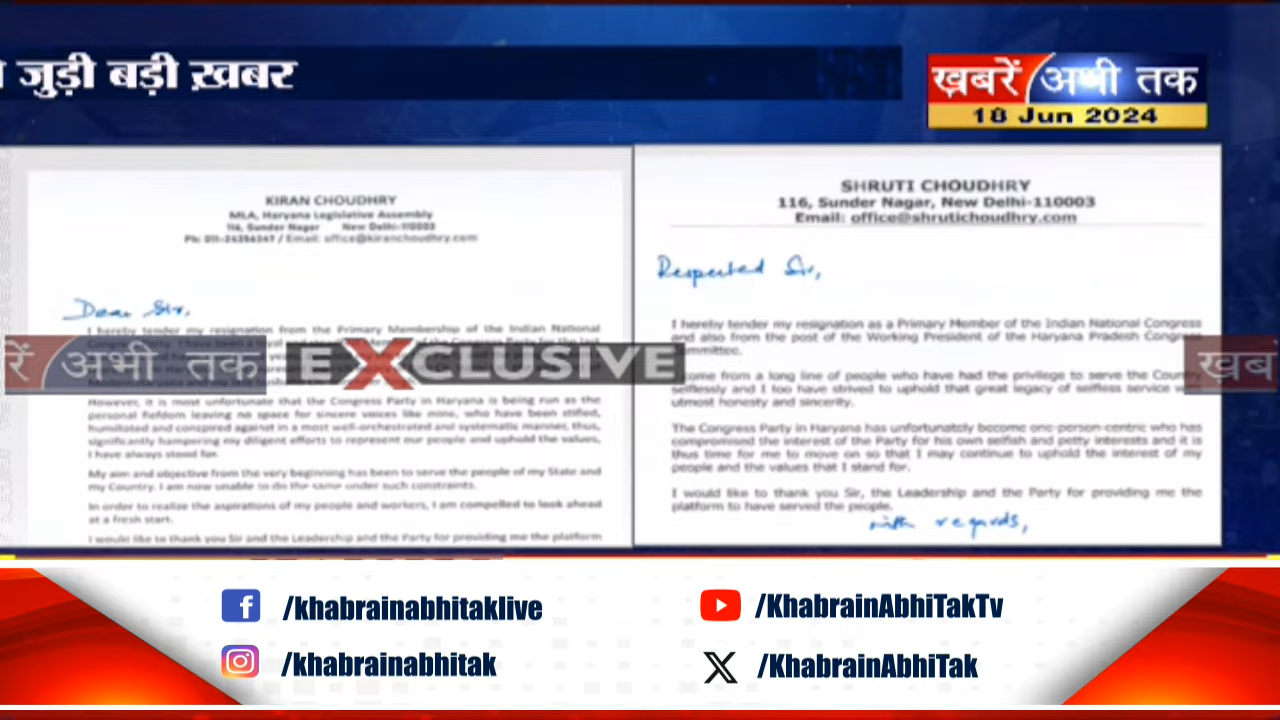 जुड़ी बड़ी ख़बर
ख़बरें अभी तक
18 Jun 2024
KIRAN CHOUDHRY
MLA, Haryana Legislative Assembly
116, Sunder Nagar New Delhi-110003
Ph: 011-24356347 / Email: office@kiranchoudhry.com
Dear Sir,
I hereby tender my resignation from the Primary Membership of the Indian National
However, it is most unfortunate that the Congress Party in Haryana is being run as the
personal fiefdom leaving no space for sincere voices like mine, who have been stifled,
humiliated and conspired against in a most well-orchestrated and systematic manner, thus,
significantly hampering my diligent efforts to represent our people and uphold the values,
I have always stood for.
My aim and objective from the very beginning has been to serve the people of my State and
my Country. I am now unable to do the same under such constraints.
In order to realize the aspirations of my people and workers, I am compelled to look ahead
at a fresh start.
I would like to thank you Sir and the Leadership and the Party for providing me the platform
SHRUTI CHOUDHRY
116, Sunder Nagar, New Delhi-110003
Email: office@shrutichoudhry.com
Respected Sir,
I hereby tender my resignation as a Primary Member of the Indian National Congress
and also from the post of the Working President of the Haryana Pradesh Congress
Committee.
come from a long line of people who have had the privilege to serve the Country
selflessly and I too have strived to uphold that great legacy of selfless service with
utmost honesty and sincerity.
The Congress Party in Haryana has unfortunately become one-person-centric who has
compromised the interest of the Party for his own selfish and petty interests and it is
thus time for me to move on so that I may continue to uphold the interest of my
people and the values that I stand for.
I would like to thank you Sir, the Leadership and the Party for providing me the
platform to have served the people.
with regards,
रें अभी तक EXCLUSIVE खब
/khabrainabhitaklive
/KhabrainAbhiTakTv
/khabrainabhitak
/KhabrainAbhiTak